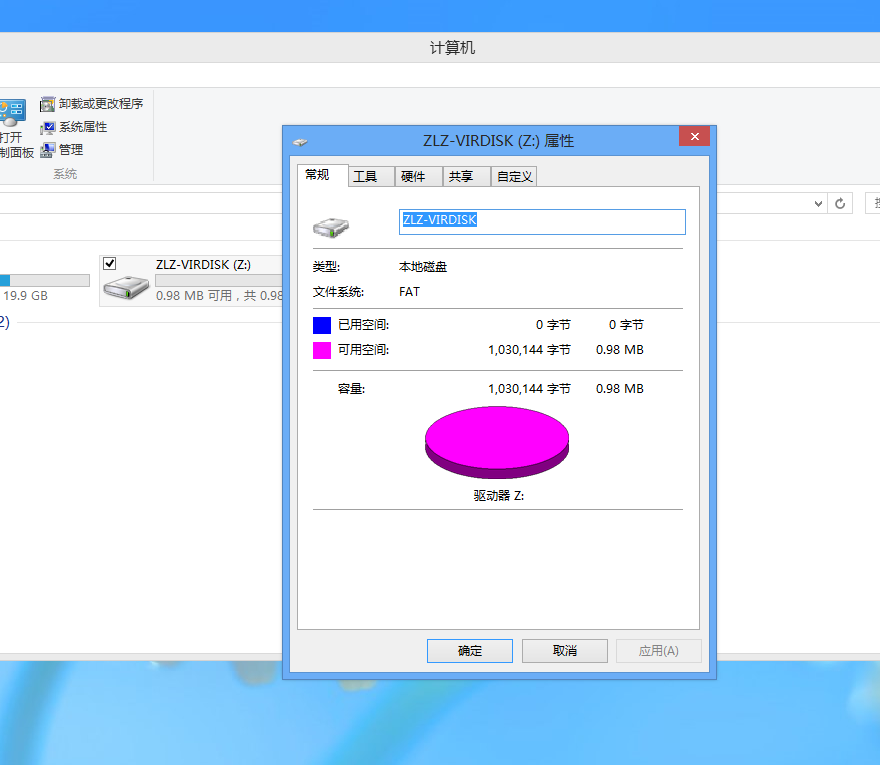 计算机
卸载或更改程序
系统属性
管理
打开
制面板
系统
19.9 GB
ZLZ-VIRDISK (Z:)
0.98 MB 可用，共 0.98
2)
ZLZ-VIRDISK (Z:) 属性
常规 工具 硬件 共享 自定义
ZLZ-VIRDISK
类型: 本地磁盘
文件系统: FAT
已用空间: 0 字节 0 字节
可用空间: 1,030,144 字节 0.98 MB
容量: 1,030,144 字节 0.98 MB
驱动器 Z:
确定 取消 应用(A)